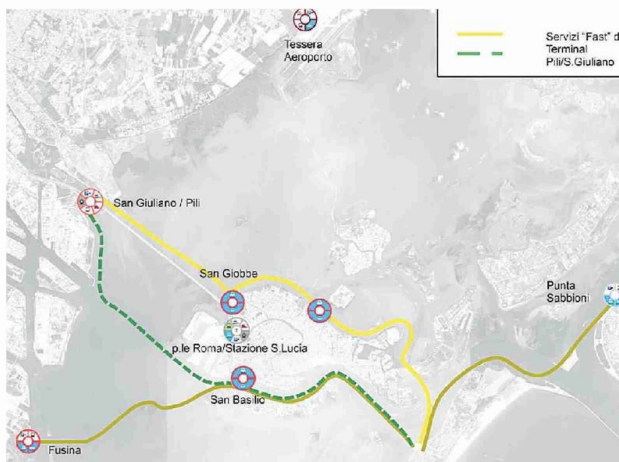 Tessera
Aeroporto
Servizi "Fast" d
Terminal
Pili/S.Giuliano
San Giuliano / Pili
San Giobbe
Punta
Sabbioni
p.le Roma/Stazione S.Lucia
San Basilio
Fusina